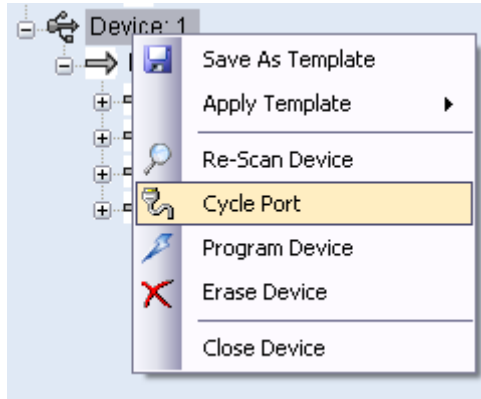 Device: 1
Save As Template
Apply Template
Re-Scan Device
Cycle Port
Program Device
Erase Device
Close Device